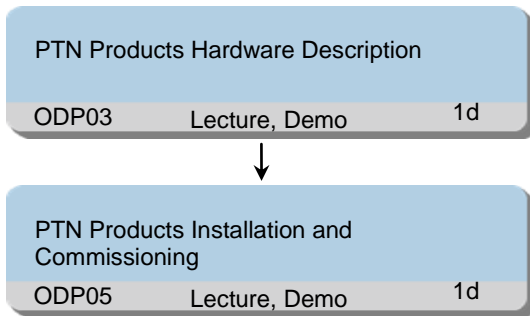 PTN Products Hardware Description
ODP03 Lecture, Demo 1d
PTN Products Installation and
Commissioning
ODP05 Lecture, Demo 1d